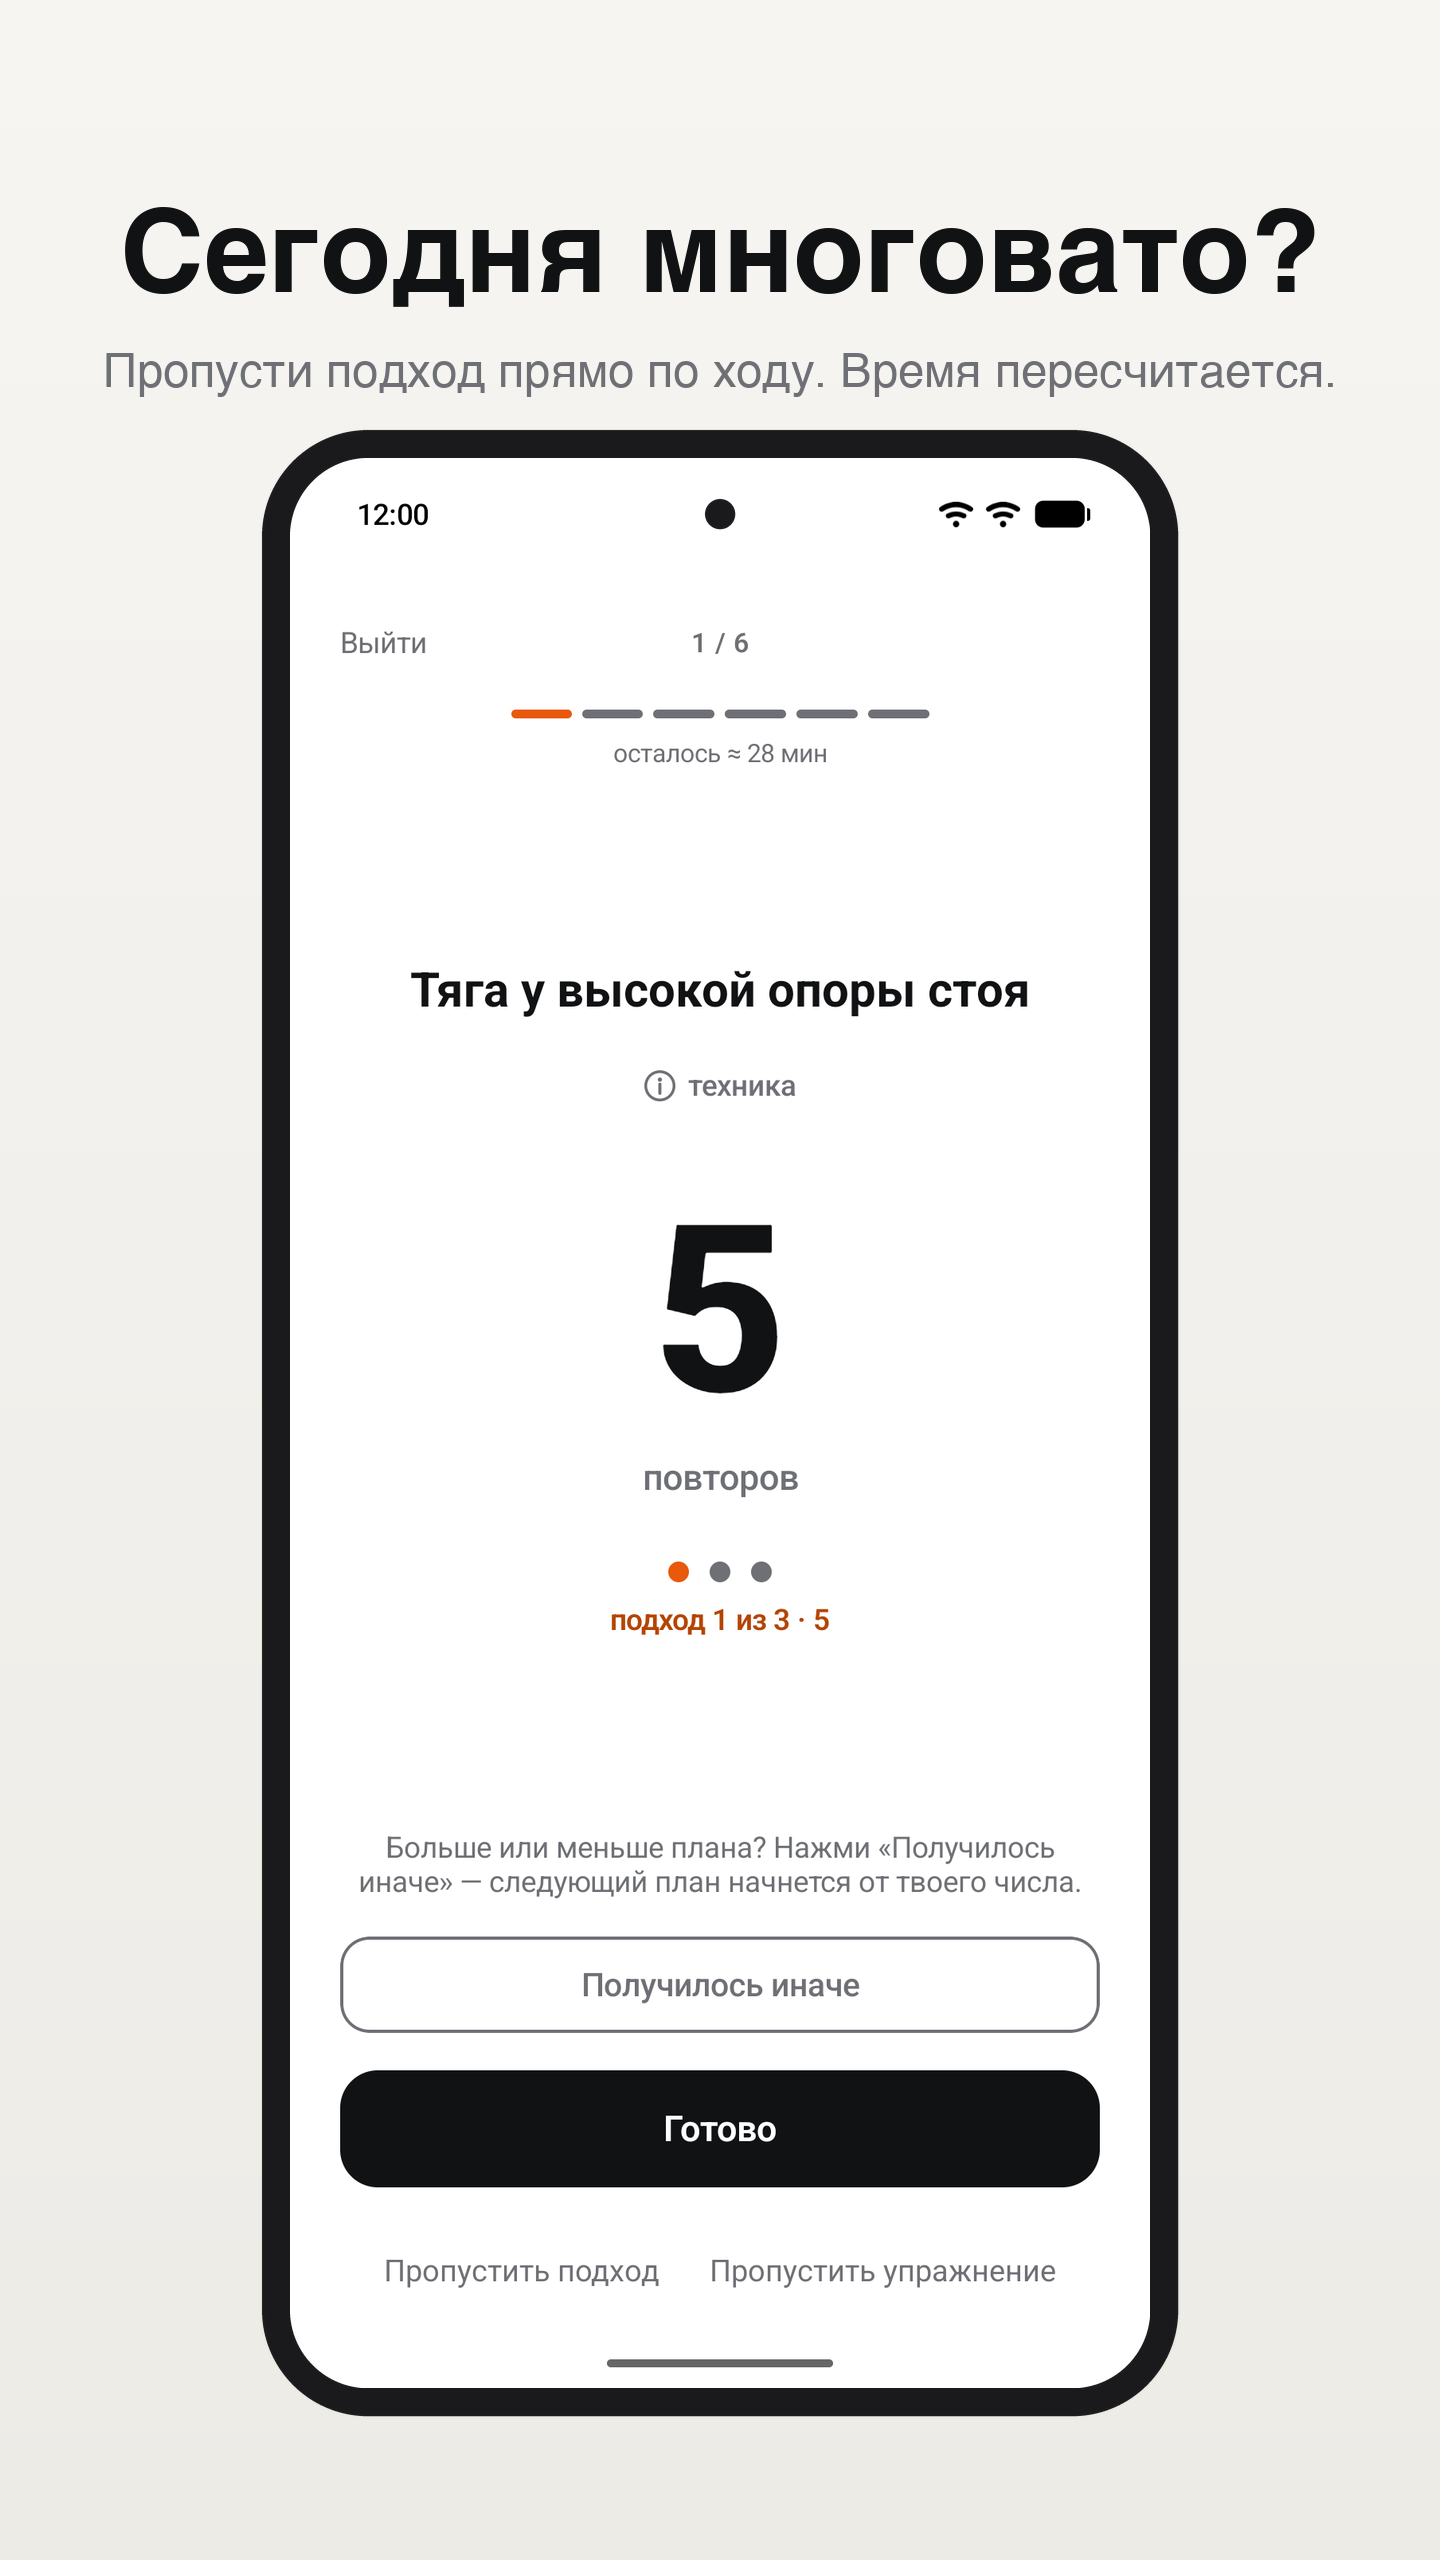 Сегодня многовато?
Пропусти подход прямо по ходу. Время пересчитается.
12:00
Выйти
1 / 6
осталось ≈ 28 мин
Тяга у высокой опоры стоя
техника
5
повторов
подход 1 из 3 · 5
Больше или меньше плана? Нажми «Получилось
иначе» — следующий план начнется от твоего числа.
Получилось иначе
Готово
Пропустить подход
Пропустить упражнение